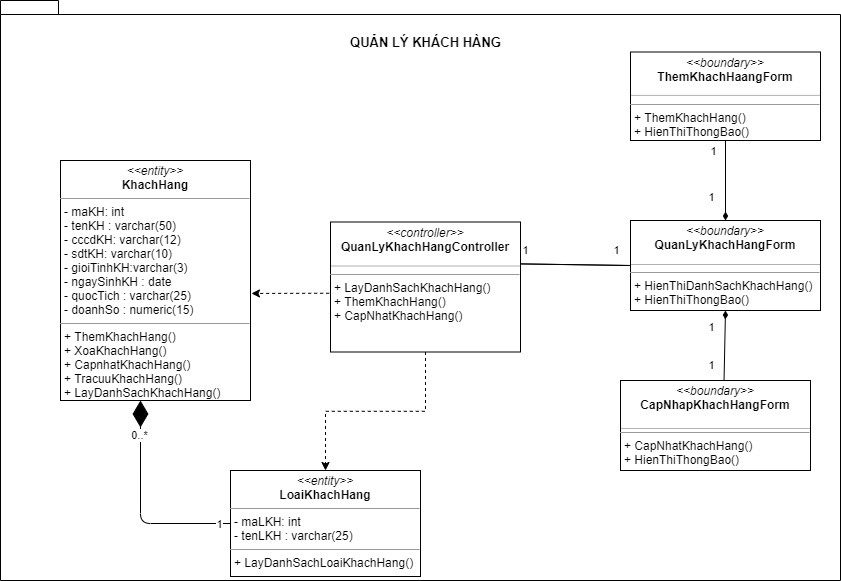 QUẢN LÝ KHÁCH HÀNG
<<boundary>>
ThemKhachHaangForm
+ ThemKhachHang()
+ HienThiThongBao()
1
1
<<entity>>
KhachHang
- maKH: int
- tenKH : varchar(50)
- cccdKH: varchar(12)
- sdtKH: varchar(10)
- gioiTinhKH:varchar(3)
- ngaySinhKH : date
- quocTich : varchar(25)
- doanhSo : numeric(15)
+ ThemKhachHang()
+ XoaKhachHang()
+ CapnhatKhachHang()
+ TracuuKhachHang()
+ LayDanhSachKhachHang()
<<controller>>
QuanLyKhachHangController
+ LayDanhSachKhachHang()
+ ThemKhachHang()
+ CapNhatKhachHang()
1
1
<<boundary>>
QuanLyKhachHangForm
+ HienThiDanhSachKhachHang()
+ HienThiThongBao()
1
1
<<boundary>>
CapNhapKhachHangForm
+ CapNhatKhachHang()
+ HienThiThongBao()
0..*
1
<<entity>>
LoaiKhachHang
- maLKH: int
- tenLKH : varchar(25)
+ LayDanhSachLoaiKhachHang()